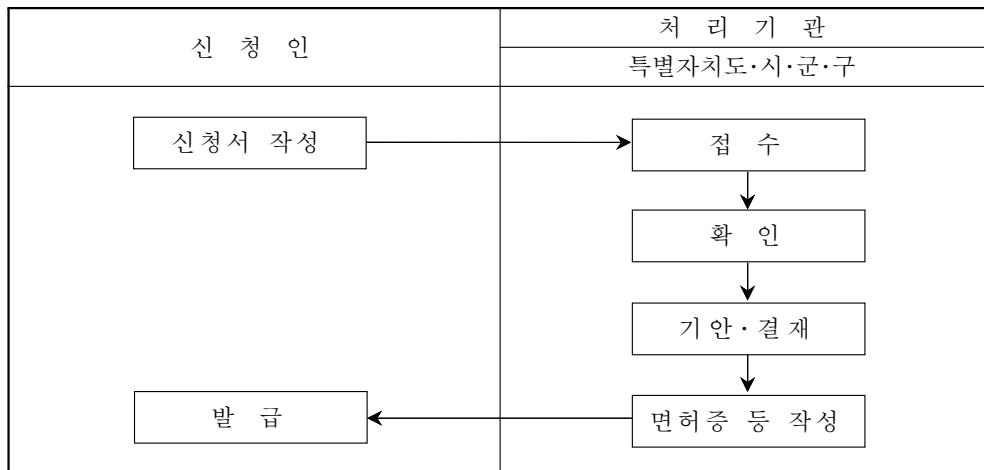 신 청 인
처 리 기 관
특별자치도·시·군·구
신청서 작성
접 수
확 인
기안·결재
발 급
면허증 등 작성